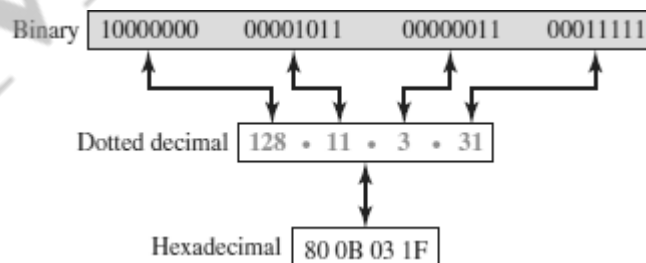 Binary 10000000 00001011 00000011 00011111
Dotted decimal 128 • 11 • 3 • 31
Hexadecimal 80 0B 03 1F